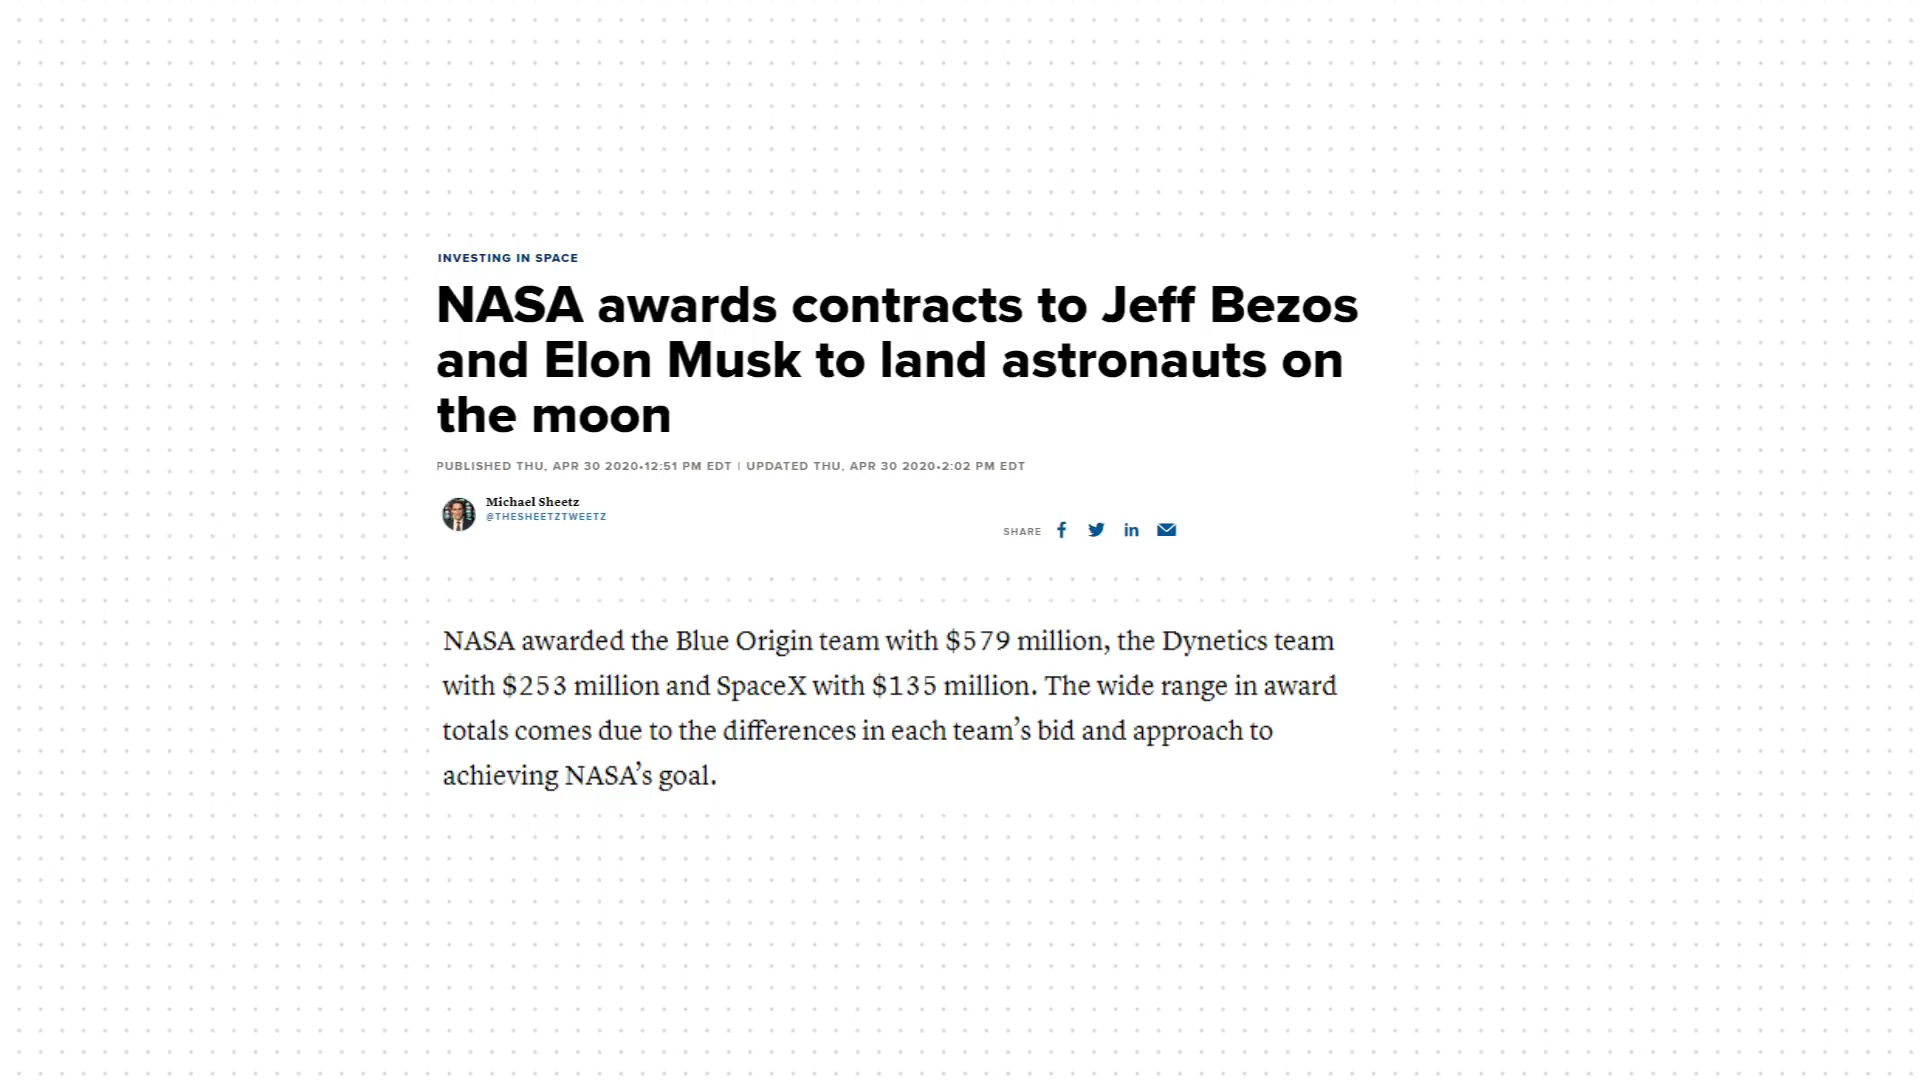 INVESTING IN SPACE
NASA awards contracts to Jeff Bezos
and Elon Musk to land astronauts on
the moon
PUBLISHED THU, APR 30 2020•12:51 PM EDT | UPDATED THU, APR 30 2020•2:02 PM EDT
Michael Sheetz
@THESHEETZTWEETZ
SHARE
NASA awarded the Blue Origin team with $579 million, the Dynetics team
with $253 million and SpaceX with $135 million. The wide range in award
totals comes due to the differences in each team’s bid and approach to
achieving NASA’s goal.